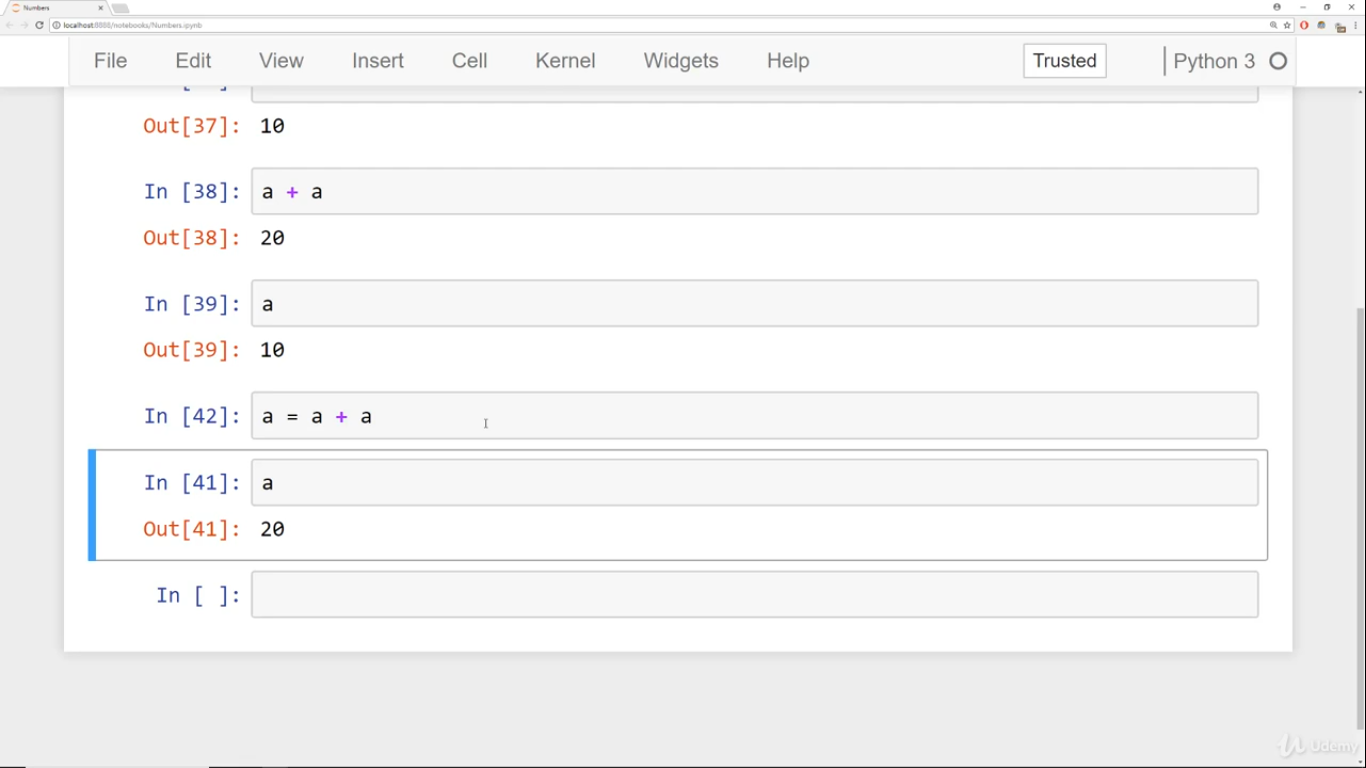 Numbers
localhost:8888/notebooks/Numbers.ipynb
File Edit View Insert Cell Kernel Widgets Help Trusted Python 3
Out[37]: 10
In [38]: a + a
Out[38]: 20
In [39]: a
Out[39]: 10
In [42]: a = a + a
In [41]: a
Out[41]: 20
In [ ]:
Udemy